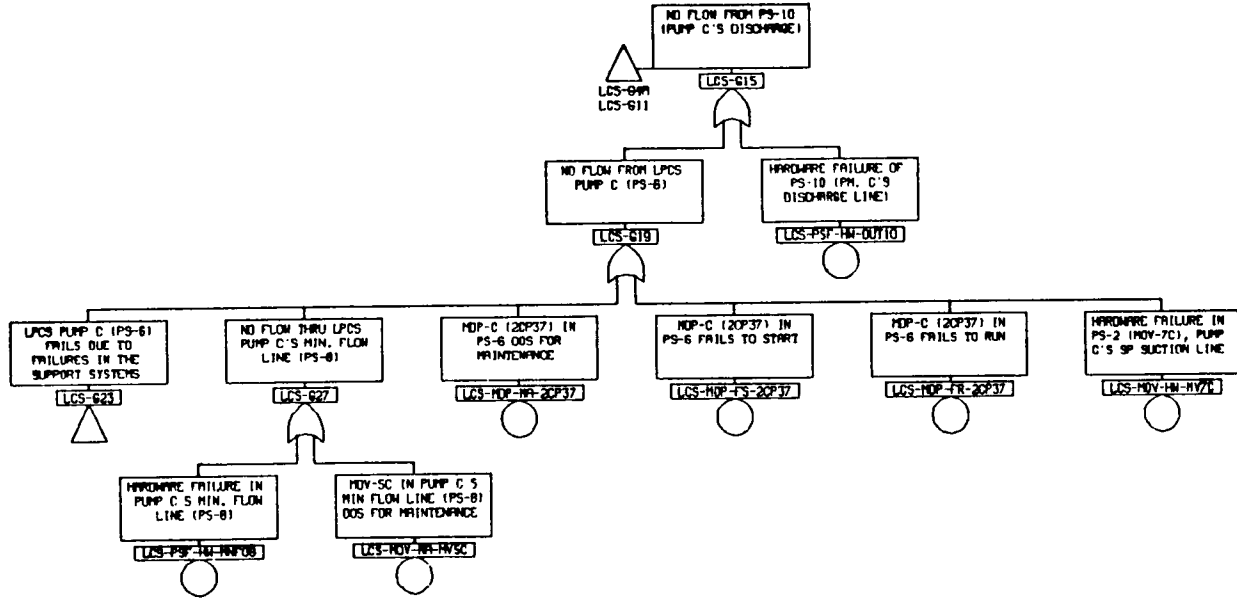 NO FLOW FROM PS-10
(PUMP C'S DISCHARGE)
LCS-G15
LCS-G4M
LCS-G11
NO FLOW FROM LPCS
PUMP C (PS-6)
LCS-G19
HARDWARE FAILURE OF
PS-10 (PM. C'S
DISCHARGE LINE)
LCS-PSF-HW-OUT10
LPCS PUMP C (PS-6)
FAILS DUE TO
FAILURES IN THE
SUPPORT SYSTEMS
LCS-G23
NO FLOW THRU LPCS
PUMP C'S MIN. FLOW
LINE (PS-8)
LCS-G27
MDP-C (2CP37) IN
PS-6 OOS FOR
MAINTENANCE
LCS-MDP-MA-2CP37
MDP-C (2CP37) IN
PS-6 FAILS TO START
LCS-MDP-FS-2CP37
MDP-C (2CP37) IN
PS-6 FAILS TO RUN
LCS-MDP-FR-2CP37
HARDWARE FAILURE IN
PS-2 (MOV-7C), PUMP
C'S SP SUCTION LINE
LCS-MOV-HW-MV7C
HARDWARE FAILURE IN
PUMP C S MIN. FLOW
LINE (PS-8)
LCS-PSF-HW-MNF08
MOV-5C IN PUMP C S
MIN FLOW LINE (PS-8)
OOS FOR MAINTENANCE
LCS-MOV-MA-MV5C